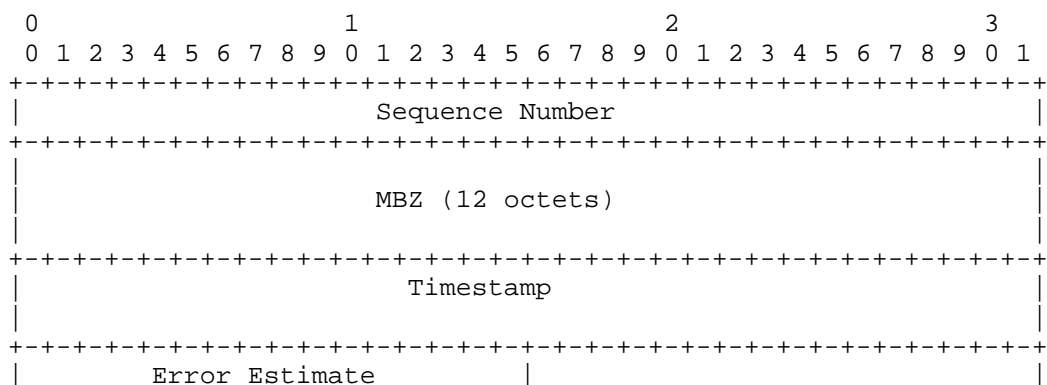 0                   1                   2                   3
 0 1 2 3 4 5 6 7 8 9 0 1 2 3 4 5 6 7 8 9 0 1 2 3 4 5 6 7 8 9 0 1
+-+-+-+-+-+-+-+-+-+-+-+-+-+-+-+-+-+-+-+-+-+-+-+-+-+-+-+-+-+-+-+-+
|                      Sequence Number                          |
+-+-+-+-+-+-+-+-+-+-+-+-+-+-+-+-+-+-+-+-+-+-+-+-+-+-+-+-+-+-+-+-+
|                                                               |
|                      MBZ (12 octets)                          |
|                                                               |
+-+-+-+-+-+-+-+-+-+-+-+-+-+-+-+-+-+-+-+-+-+-+-+-+-+-+-+-+-+-+-+-+
|                        Timestamp                              |
|                                                               |
+-+-+-+-+-+-+-+-+-+-+-+-+-+-+-+-+-+-+-+-+-+-+-+-+-+-+-+-+-+-+-+-+
|        Error Estimate         |                               |